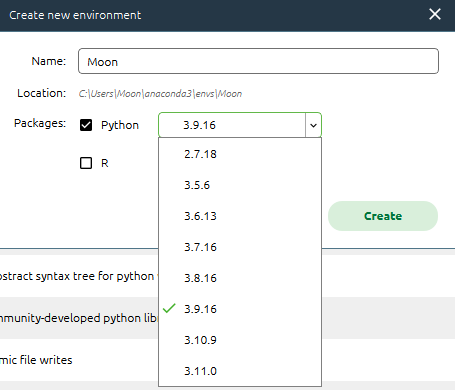 Create new environment
Name: Moon
Location: C:\Users\Moon\anaconda3\envs\Moon
Packages: Python 3.9.16
2.7.18
R
3.5.6
3.6.13
Create
3.7.16
bstract syntax tree for python
3.8.16
3.9.16
mmunity-developed python lib
3.10.9
mic file writes
3.11.0